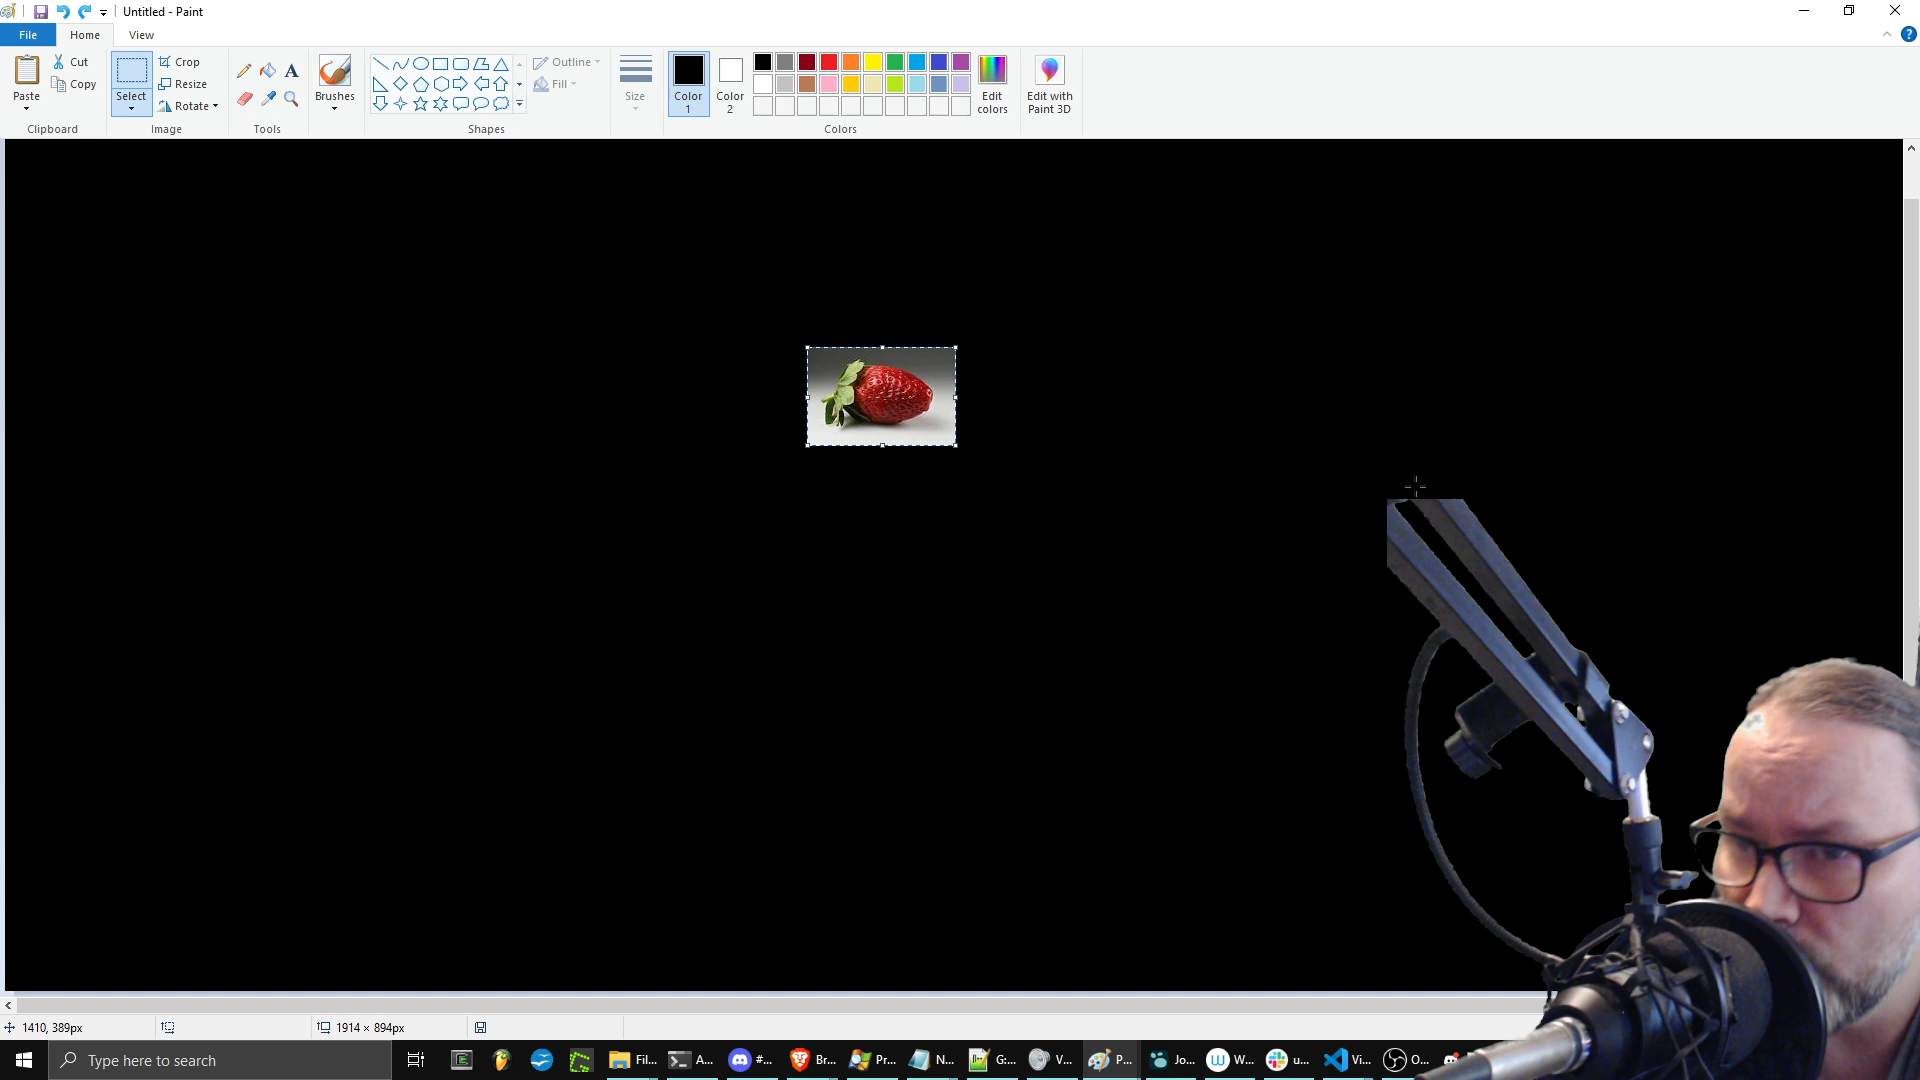 Untitled - Paint
File Home View
Paste
Cut
Copy
Clipboard
Select
Crop
Resize
Rotate
Image
A
Tools
Brushes
Shapes
Outline
Fill
Size
Color 1
Color 2
Colors
Edit colors
Edit with Paint 3D
?
1410, 389px
1914 × 894px
Type here to search
Fil...
A...
#...
Br...
Pr...
N...
G:...
V...
P...
Jo...
W...
u...
Vi...
O...